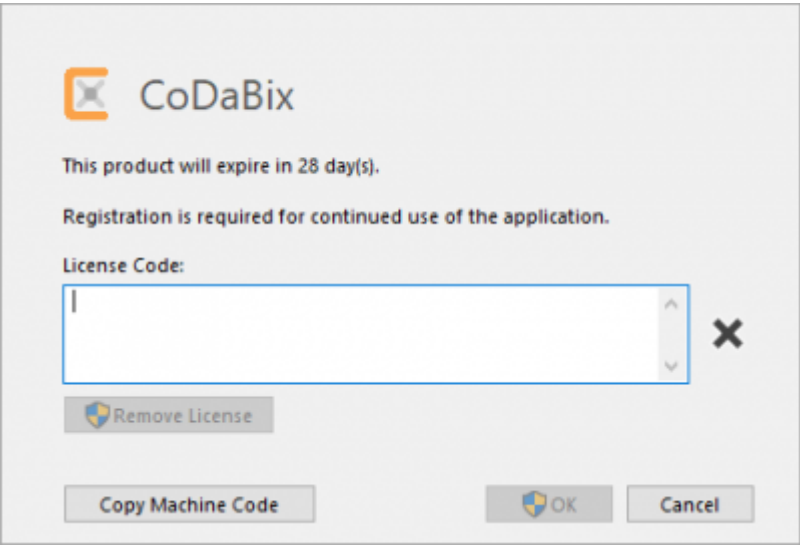 CoDaBix
This product will expire in 28 day(s).
Registration is required for continued use of the application.
License Code:
Remove License
Copy Machine Code
OK
Cancel